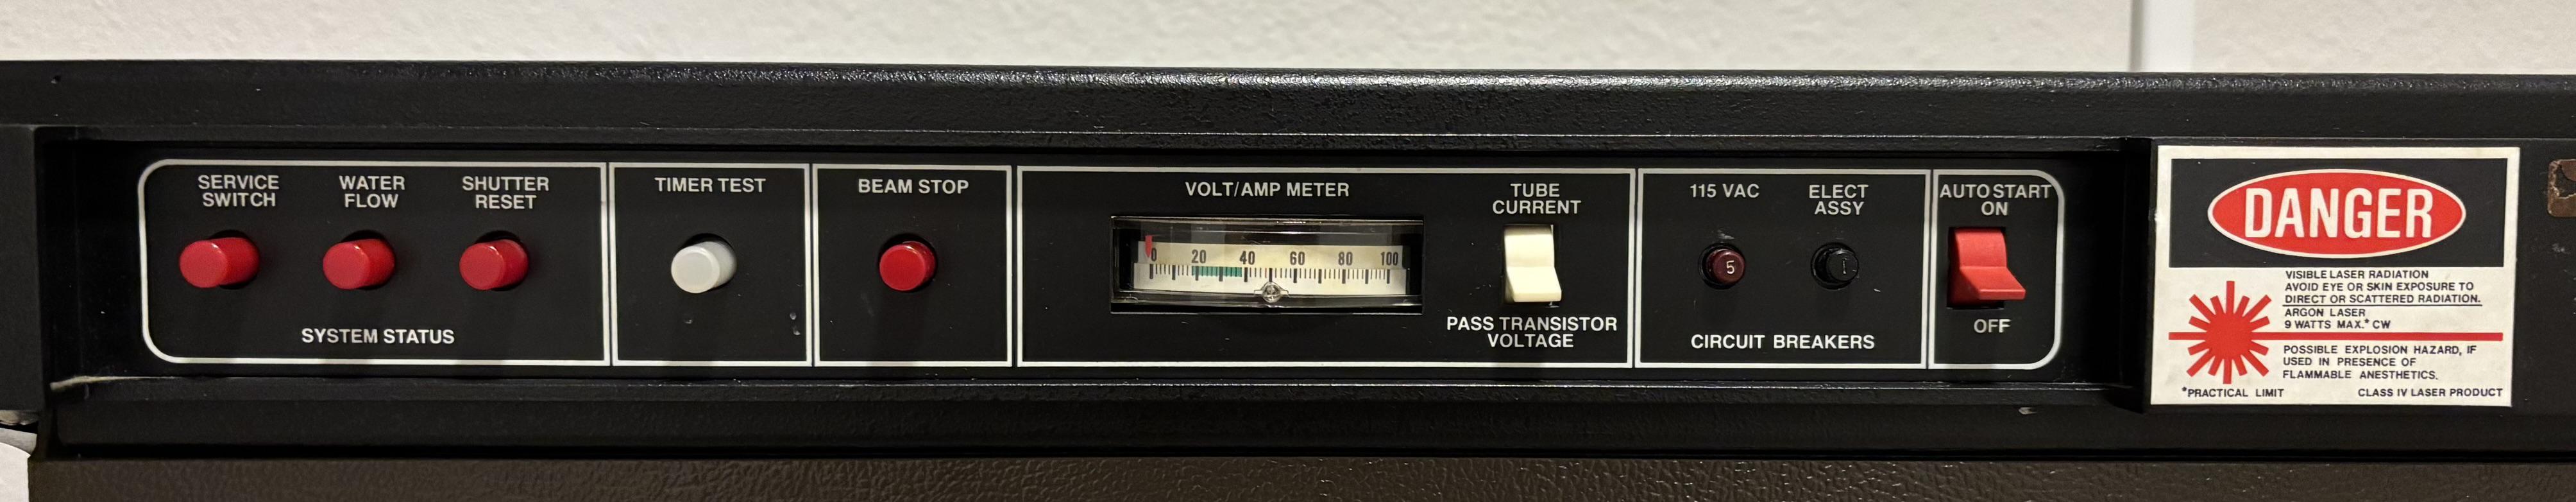 SERVICE
SWITCH
WATER
FLOW
SHUTTER
RESET
SYSTEM STATUS
TIMER TEST
BEAM STOP
VOLT/AMP METER
0 20 40 60 80 100
TUBE
CURRENT
PASS TRANSISTOR
VOLTAGE
115 VAC
5
ELECT
ASSY
1
CIRCUIT BREAKERS
AUTO START
ON
OFF
DANGER
VISIBLE LASER RADIATION
AVOID EYE OR SKIN EXPOSURE TO
DIRECT OR SCATTERED RADIATION.
ARGON LASER
9 WATTS MAX.* CW
POSSIBLE EXPLOSION HAZARD, IF
USED IN PRESENCE OF
FLAMMABLE ANESTHETICS.
*PRACTICAL LIMIT
CLASS IV LASER PRODUCT